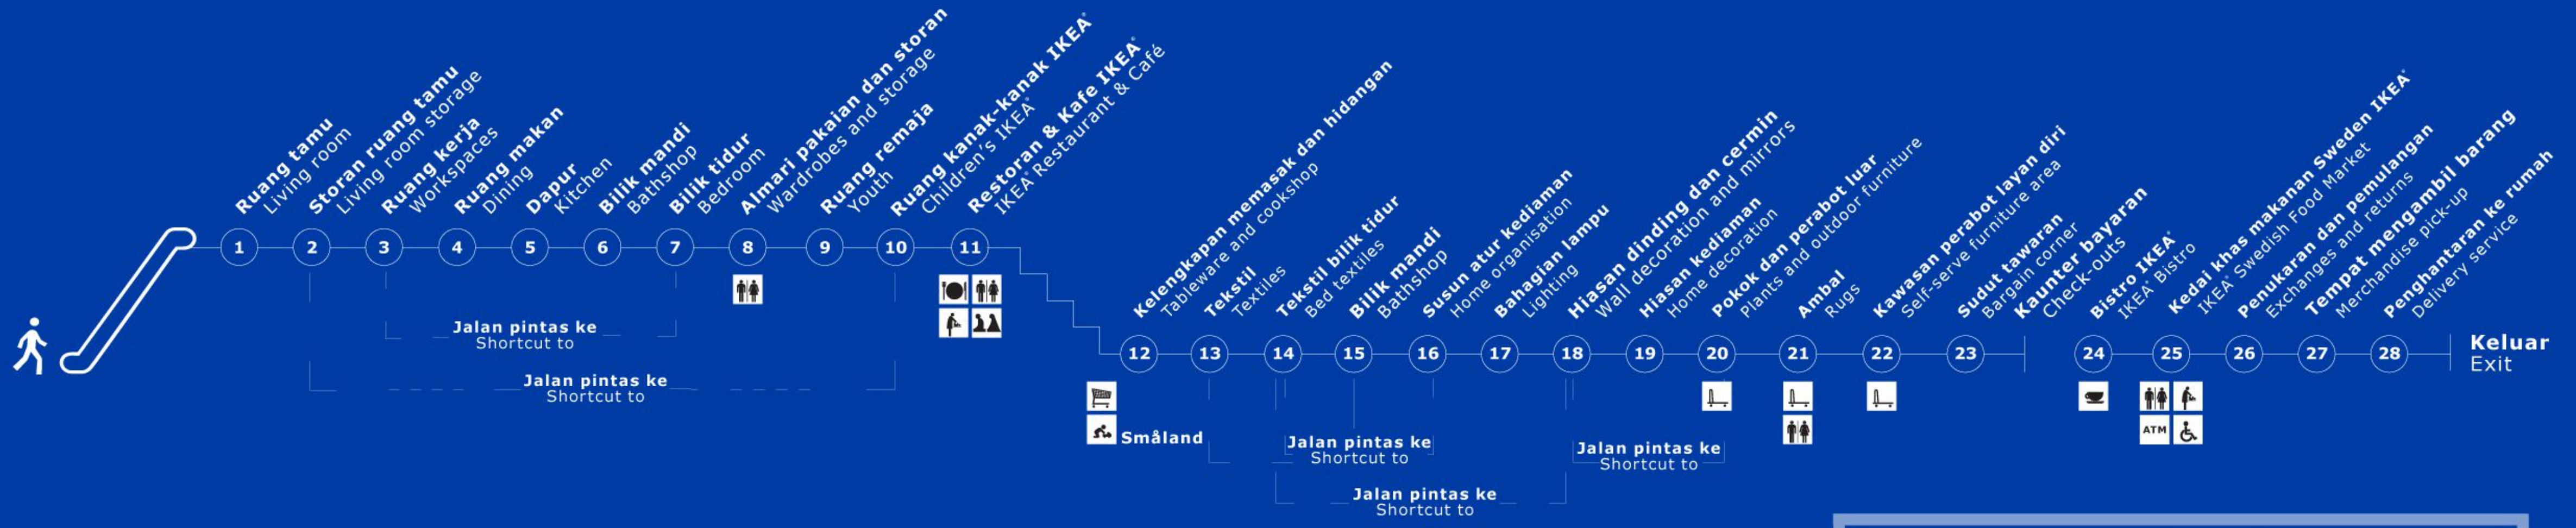 Ruang tamu
Living room
Storan ruang tamu
Living room storage
Ruang kerja
Workspaces
Ruang makan
Dining
Dapur
Kitchen
Bilik mandi
Bathshop
Bilik tidur
Bedroom
Almari pakaian dan storan
Wardrobes and storage
Ruang remaja
Youth
Ruang kanak-kanak IKEA®
Children's IKEA®
Restoran & Kafe IKEA®
IKEA® Restaurant & Café
1 2 3 4 5 6 7 8 9 10 11
Jalan pintas ke
Shortcut to
Jalan pintas ke
Shortcut to
Kelengkapan memasak dan hidangan
Tableware and cookshop
Tekstil
Textiles
Tekstil bilik tidur
Bed textiles
Bilik mandi
Bathshop
Susun atur kediaman
Home organisation
Bahagian lampu
Lighting
Hiasan dinding dan cermin
Wall decoration and mirrors
Hiasan kediaman
Home decoration
Pokok dan perabot luar
Plants and outdoor furniture
Ambal
Rugs
Kawasan perabot layan diri
Self-serve furniture area
Sudut tawaran
Bargain corner
Kaunter bayaran
Check-outs
Bistro IKEA®
IKEA® Bistro
Kedai khas makanan Sweden IKEA®
IKEA® Swedish Food Market
Penukaran dan pemulangan
Exchanges and returns
Tempat mengambil barang
Merchandise pick-up
Penghantaran ke rumah
Delivery service
12 13 14 15 16 17 18 19 20 21 22 23 24 25 26 27 28
Keluar
Exit
Småland
ATM
Jalan pintas ke
Shortcut to
Jalan pintas ke
Shortcut to
Jalan pintas ke
Shortcut to